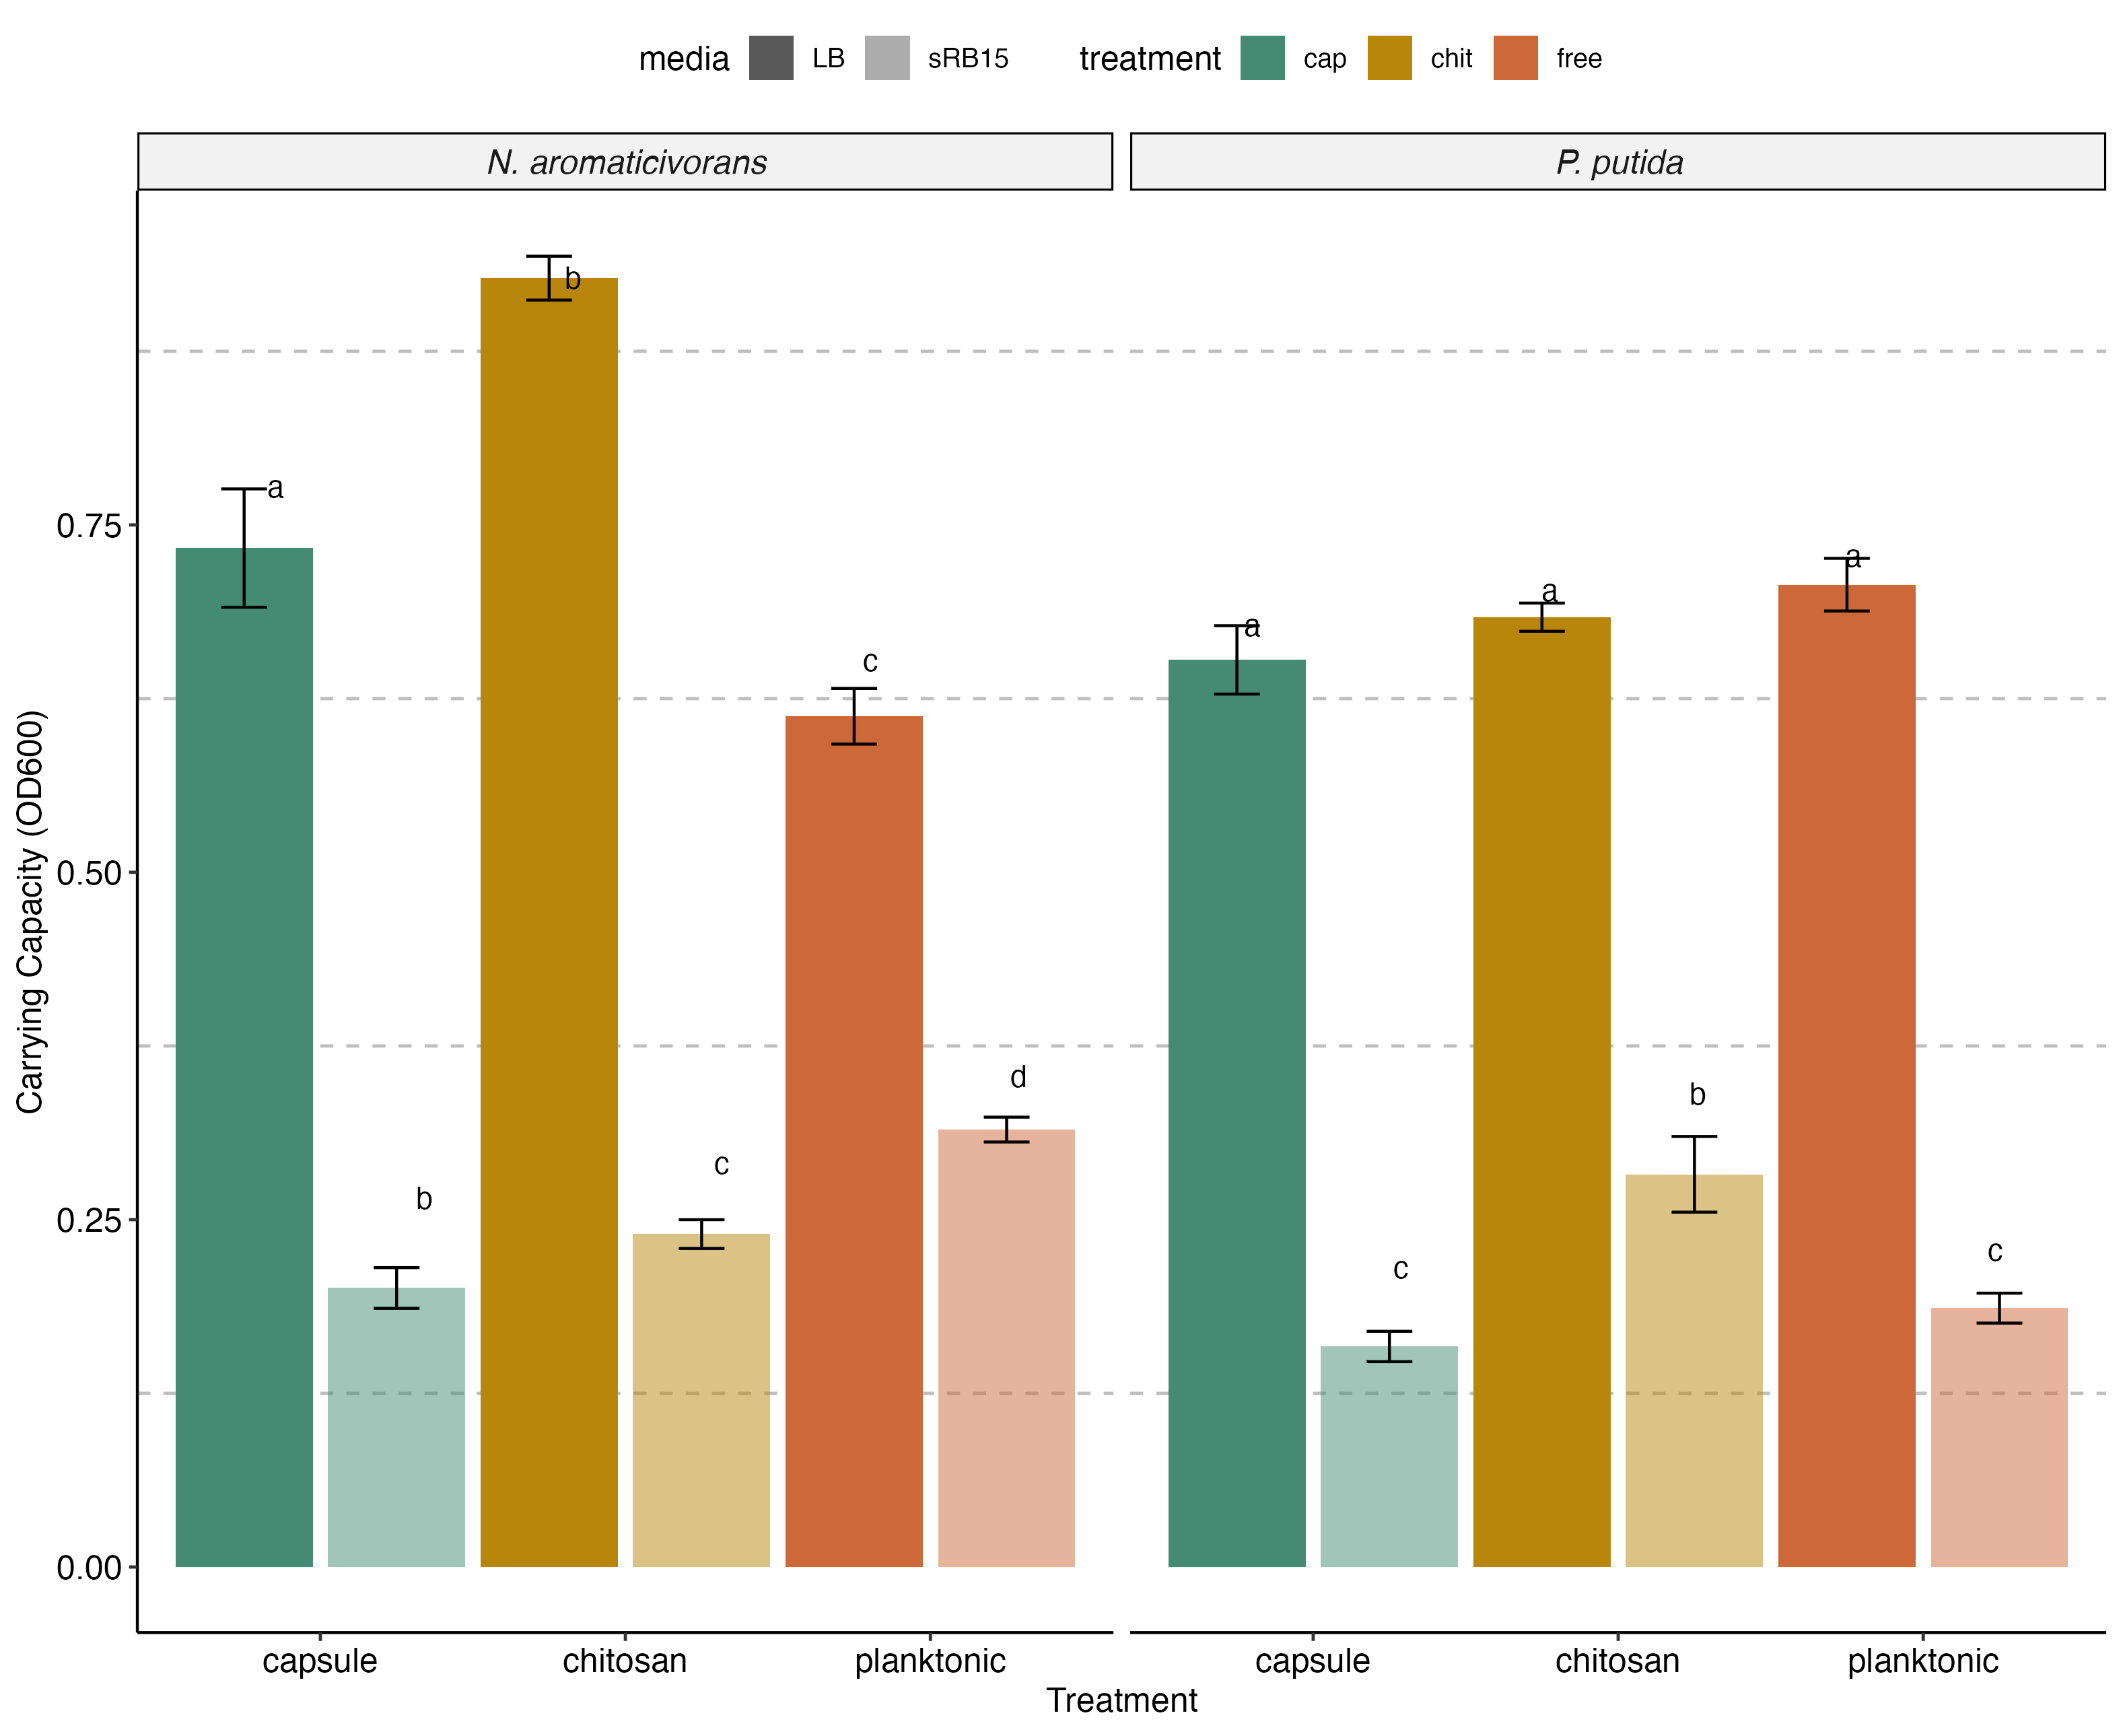 media LB sRB15 treatment cap chit free
N. aromaticivorans P. putida
b
a
0.75
a
a
a
c
0.50
d
b
c
c
b
0.25
c
0.00
Carrying Capacity (OD600)
capsule chitosan planktonic capsule chitosan planktonic
Treatment